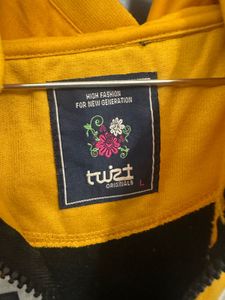 HIGH FASHION
FOR NEW GENERATION
twist
ORIGINALS
L